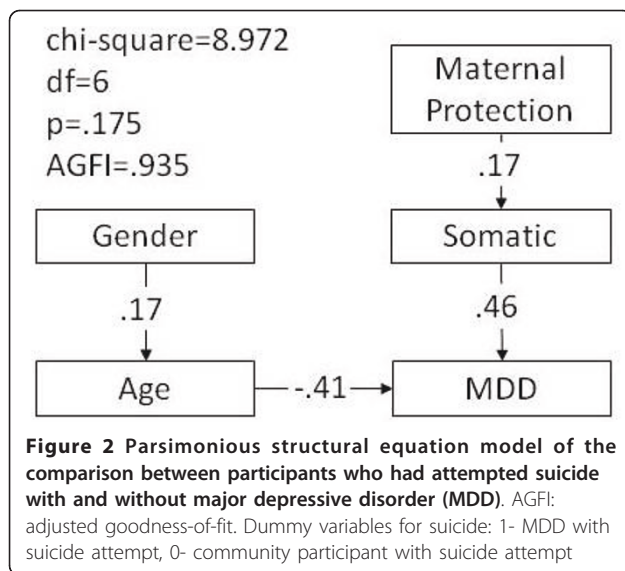 chi-square=8.972
df=6
p=.175
AGFI=.935
Maternal
Protection
.17
Gender
Somatic
.17
.46
Age
-.41
MDD
Figure 2 Parsimonious structural equation model of the
comparison between participants who had attempted suicide
with and without major depressive disorder (MDD). AGFI:
adjusted goodness-of-fit. Dummy variables for suicide: 1- MDD with
suicide attempt, 0- community participant with suicide attempt